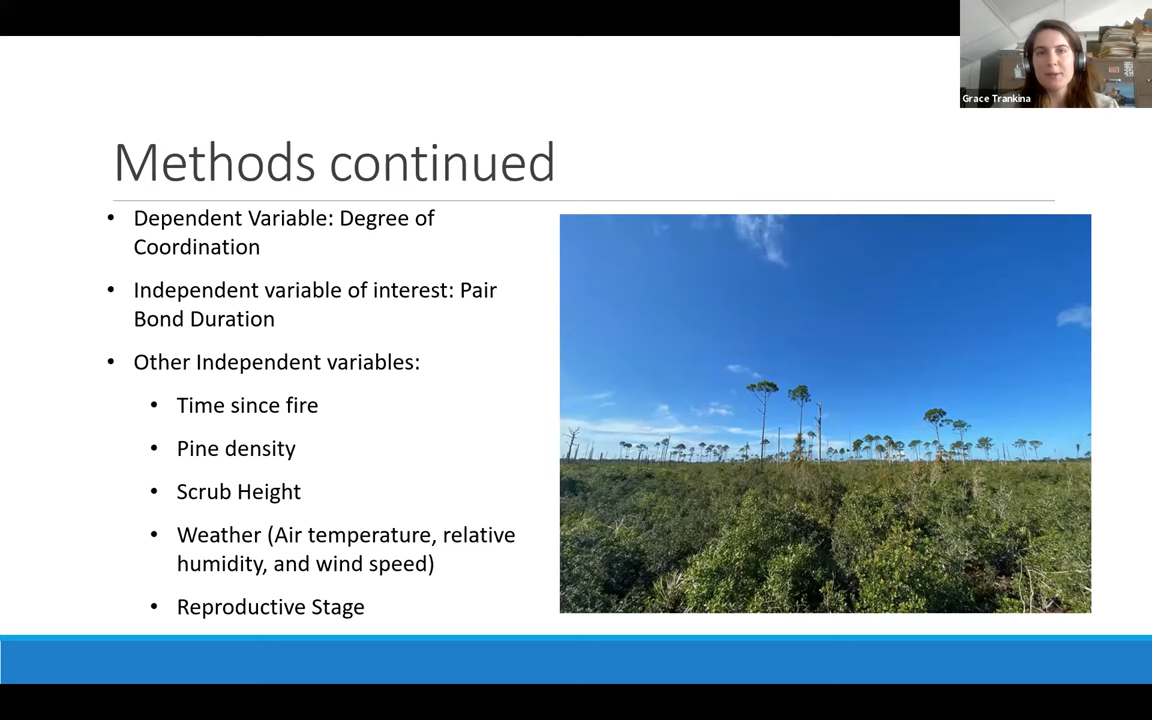 Grace Trankina
Methods continued
• Dependent Variable: Degree of
Coordination
• Independent variable of interest: Pair
Bond Duration
• Other Independent variables:
• Time since fire
• Pine density
• Scrub Height
• Weather (Air temperature, relative
humidity, and wind speed)
• Reproductive Stage